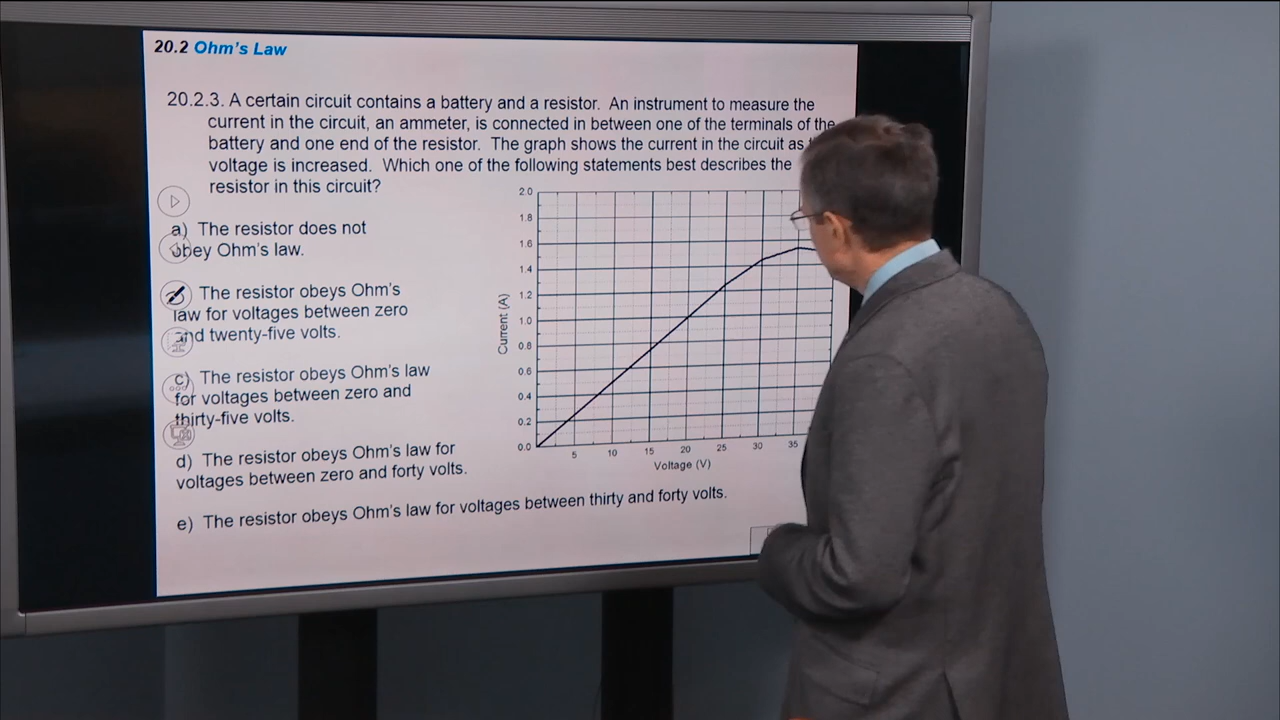 20.2 Ohm's Law
20.2.3. A certain circuit contains a battery and a resistor. An instrument to measure the
current in the circuit, an ammeter, is connected in between one of the terminals of the
battery and one end of the resistor. The graph shows the current in the circuit as
voltage is increased. Which one of the following statements best describes the
resistor in this circuit?
a) The resistor does not
obey Ohm's law.
The resistor obeys Ohm's
law for voltages between zero
and twenty-five volts.
c) The resistor obeys Ohm's law
for voltages between zero and
thirty-five volts.
d) The resistor obeys Ohm's law for
voltages between zero and forty volts.
e) The resistor obeys Ohm's law for voltages between thirty and forty volts.
2.0
1.8
1.6
1.4
1.2
1.0
0.8
0.6
0.4
0.2
0.0
Current (A)
5 10 15 20 25 30 35
Voltage (V)